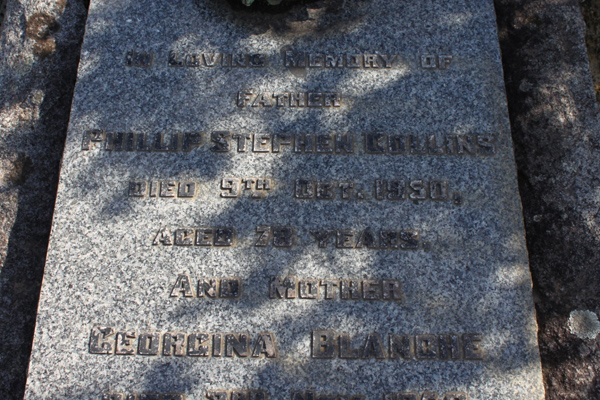 IN LOVING MEMORY OF
FATHER
PHILLIP STEPHEN COLLINS
DIED 9TH OCT. 1930,
AGED 78 YEARS.
AND MOTHER
GEORGINA BLANCHE